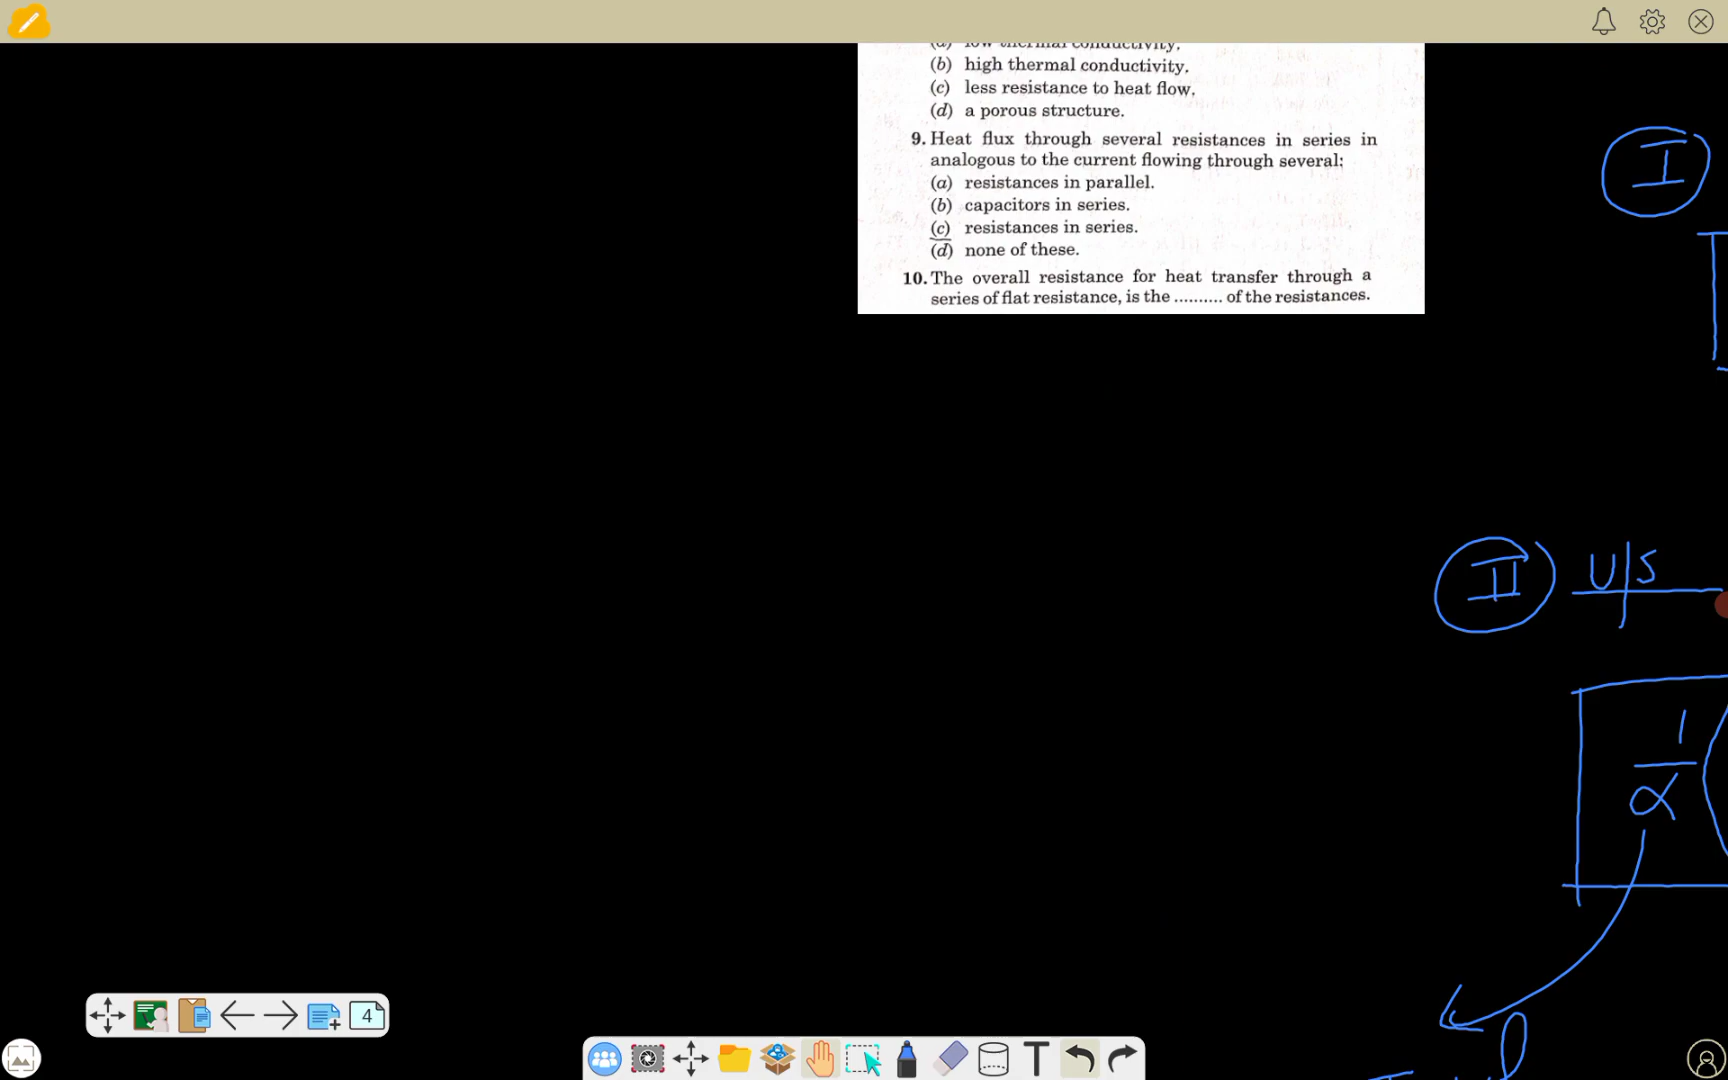 (a) low thermal conductivity.
(b) high thermal conductivity.
(c) less resistance to heat flow.
(d) a porous structure.
9. Heat flux through several resistances in series in
analogous to the current flowing through several:
(a) resistances in parallel.
(b) capacitors in series.
(c) resistances in series.
(d) none of these.
10. The overall resistance for heat transfer through a
series of flat resistance, is the .......... of the resistances.
I
II U/S
1
α
4
T